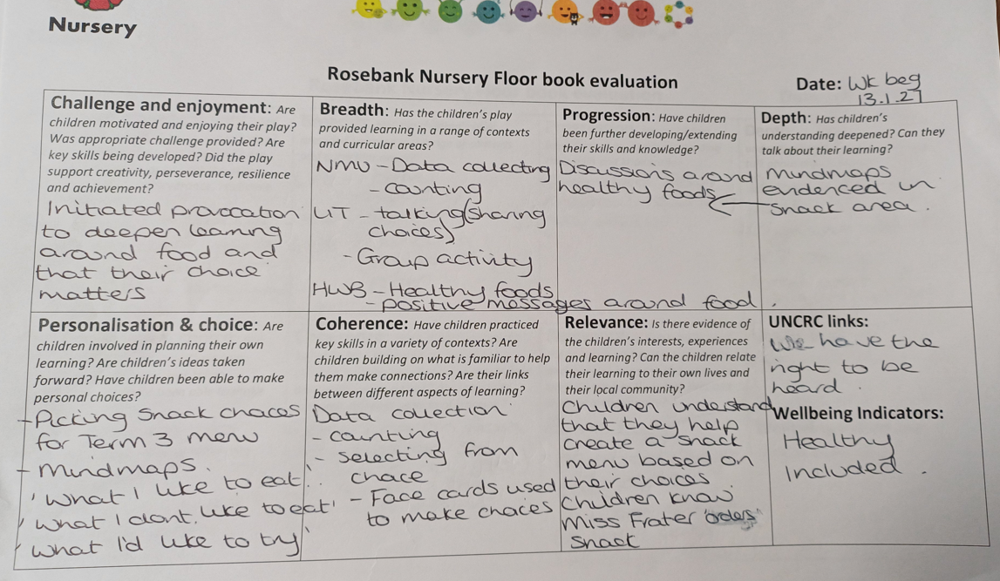 Nursery
Rosebank Nursery Floor book evaluation
Date: Wk beg
13.1.27
Challenge and enjoyment: Are
children motivated and enjoying their play?
Was appropriate challenge provided? Are
key skills being developed? Did the play
support creativity, perseverance, resilience
and achievement?
Initiated provocation
to deepen learning
around food and
that their choice
matters
Breadth: Has the children's play
provided learning in a range of contexts
and curricular areas?
NMU - Data collecting
- counting
LIT - talking (sharing
choices)
- Group activity
HWB - Healthy foods
- positive messages around food.
Progression: Have children
been further developing/extending
their skills and knowledge?
Discussions around
healthy foods
Depth: Has children's
understanding deepened? Can they
talk about their learning?
Mindmaps
evidenced in
snack area.
Personalisation & choice: Are
children involved in planning their own
learning? Are children's ideas taken
forward? Have children been able to make
personal choices?
- Picking Snack choices
for Term 3 menu
- Mindmaps.
'What I like to eat'
'What I dont like to eat'
'What I'd like to try'
Coherence: Have children practiced
key skills in a variety of contexts? Are
children building on what is familiar to help
them make connections? Are their links
between different aspects of learning?
Data collection
- counting
- selecting from
choice
- Face cards used
to make choices
Relevance: Is there evidence of
the children's interests, experiences
and learning? Can the children relate
their learning to their own lives and
their local community?
Children understand
that they help
create a snack
menu based on
their choices
Children know
Miss Frater 'orders'
snack
UNCRC links:
We have the
right to be
heard.
Wellbeing Indicators:
Healthy
Included.